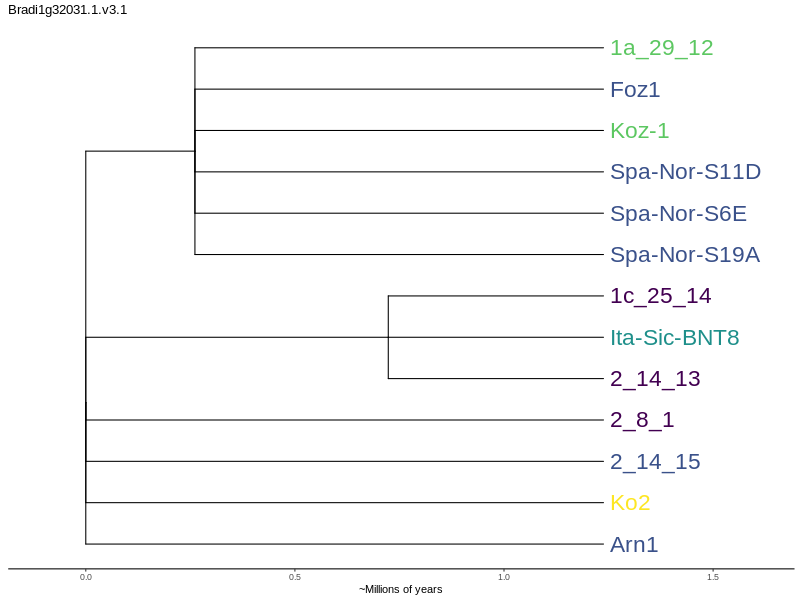 Bradi1g32031.1.v3.1
1a_29_12
Foz1
Koz-1
Spa-Nor-S11D
Spa-Nor-S6E
Spa-Nor-S19A
1c_25_14
Ita-Sic-BNT8
2_14_13
2_8_1
2_14_15
Ko2
Arn1
0.0 0.5 1.0 1.5
~Millions of years